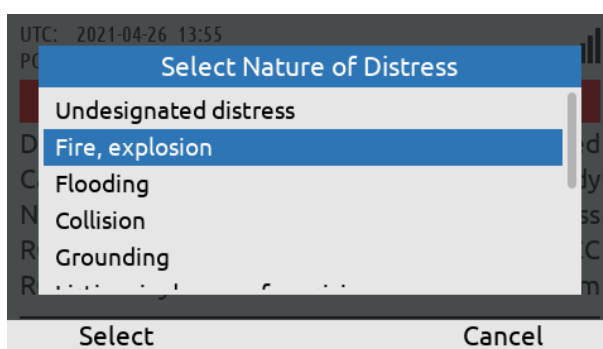 UTC: 2021-04-26 13:55
Select Nature of Distress
Undesignated distress
Fire, explosion
Flooding
Collision
Grounding
Select
Cancel